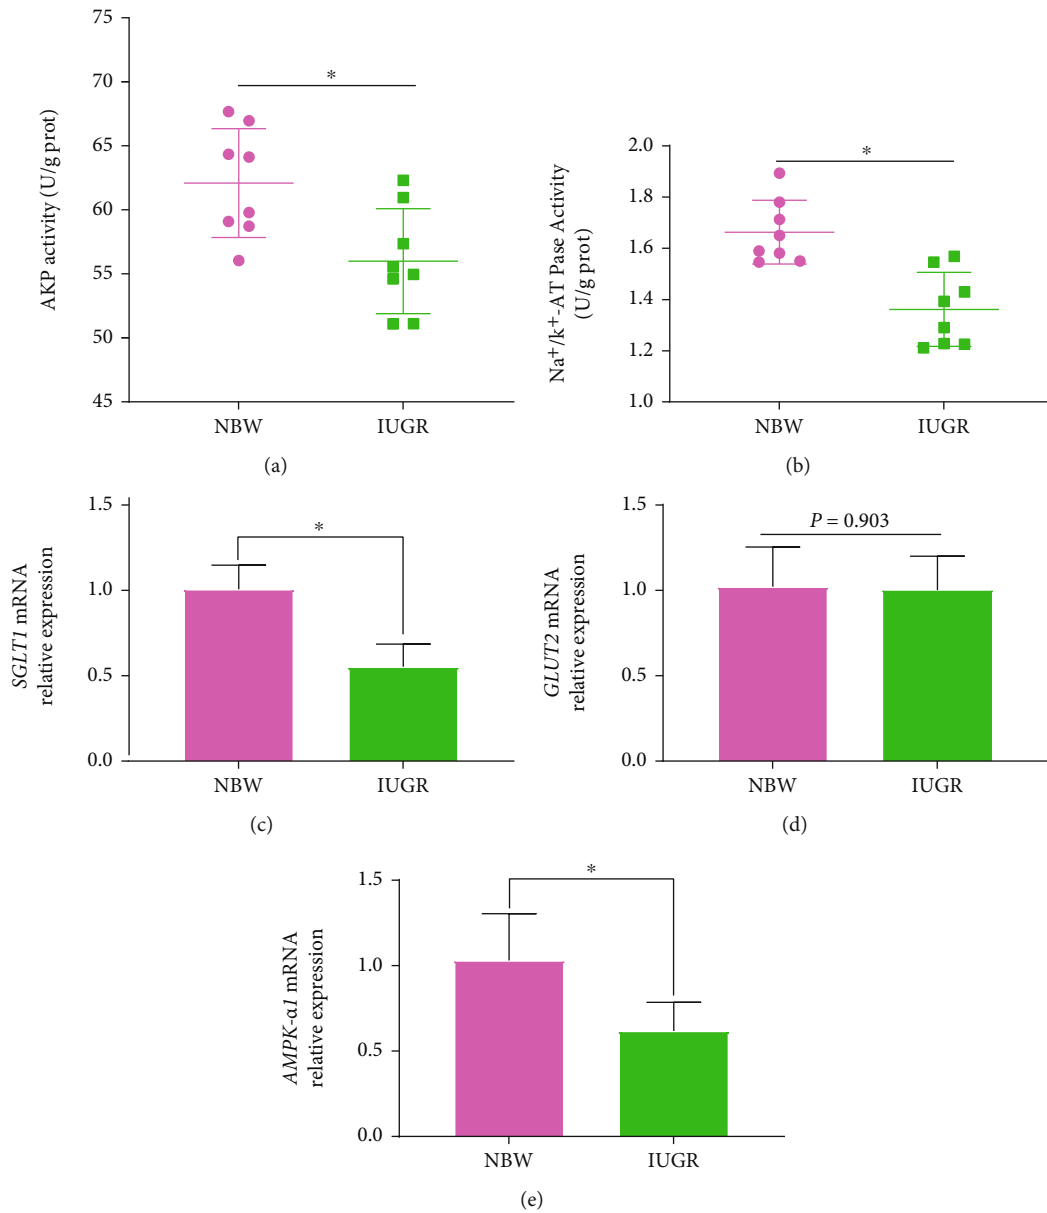 75
70
65
60
55
50
45
AKP activity (U/g prot)
*
NBW
IUGR
(a)
2.0
1.8
1.6
1.4
1.2
1.0
Na⁺/k⁺-AT Pase Activity
(U/g prot)
*
NBW
IUGR
(b)
1.5
1.0
0.5
0.0
SGLT1 mRNA
relative expression
*
NBW
IUGR
(c)
1.5
1.0
0.5
0.0
GLUT2 mRNA
relative expression
P = 0.903
NBW
IUGR
(d)
1.5
1.0
0.5
0.0
AMPK-α1 mRNA
relative expression
*
NBW
IUGR
(e)